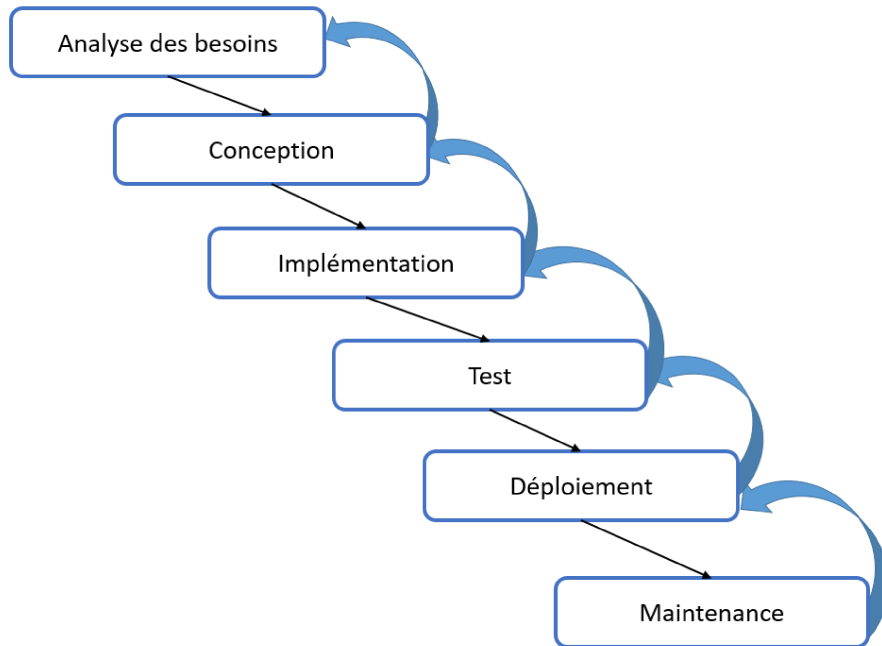 Analyse des besoins
Conception
Implémentation
Test
Déploiement
Maintenance